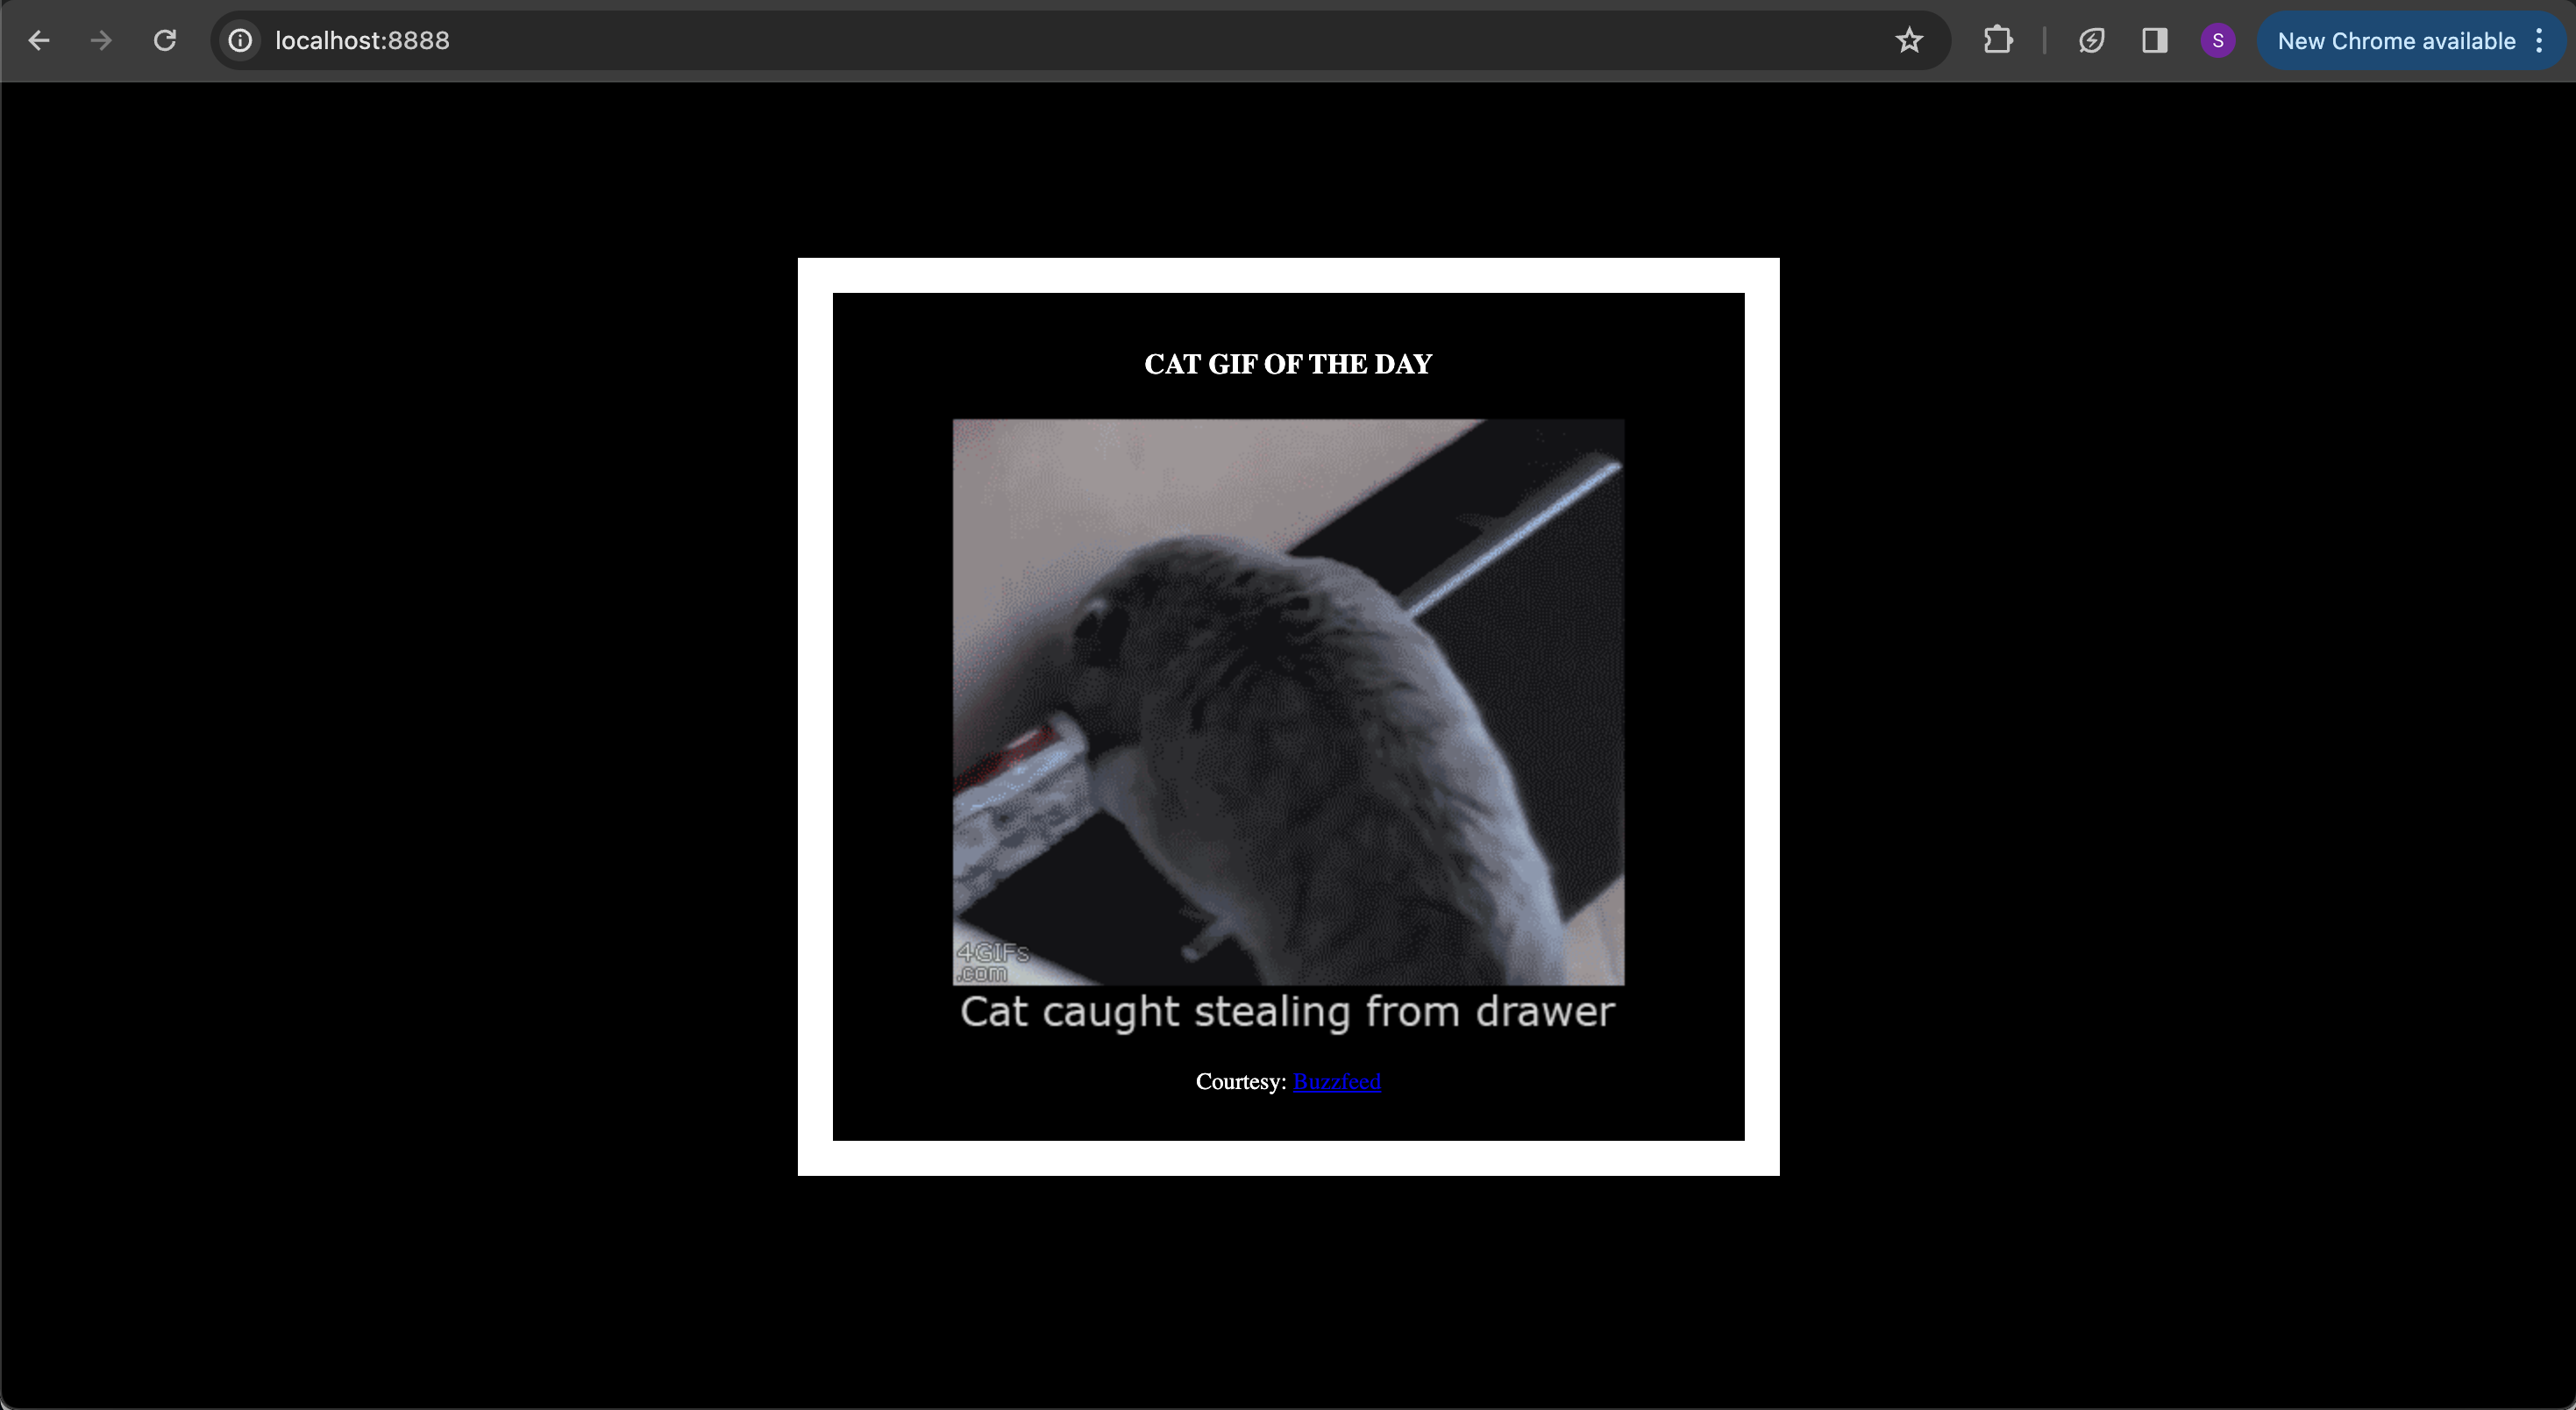 localhost:8888
S
New Chrome available
CAT GIF OF THE DAY
4GIFs
.com
Cat caught stealing from drawer
Courtesy: Buzzfeed